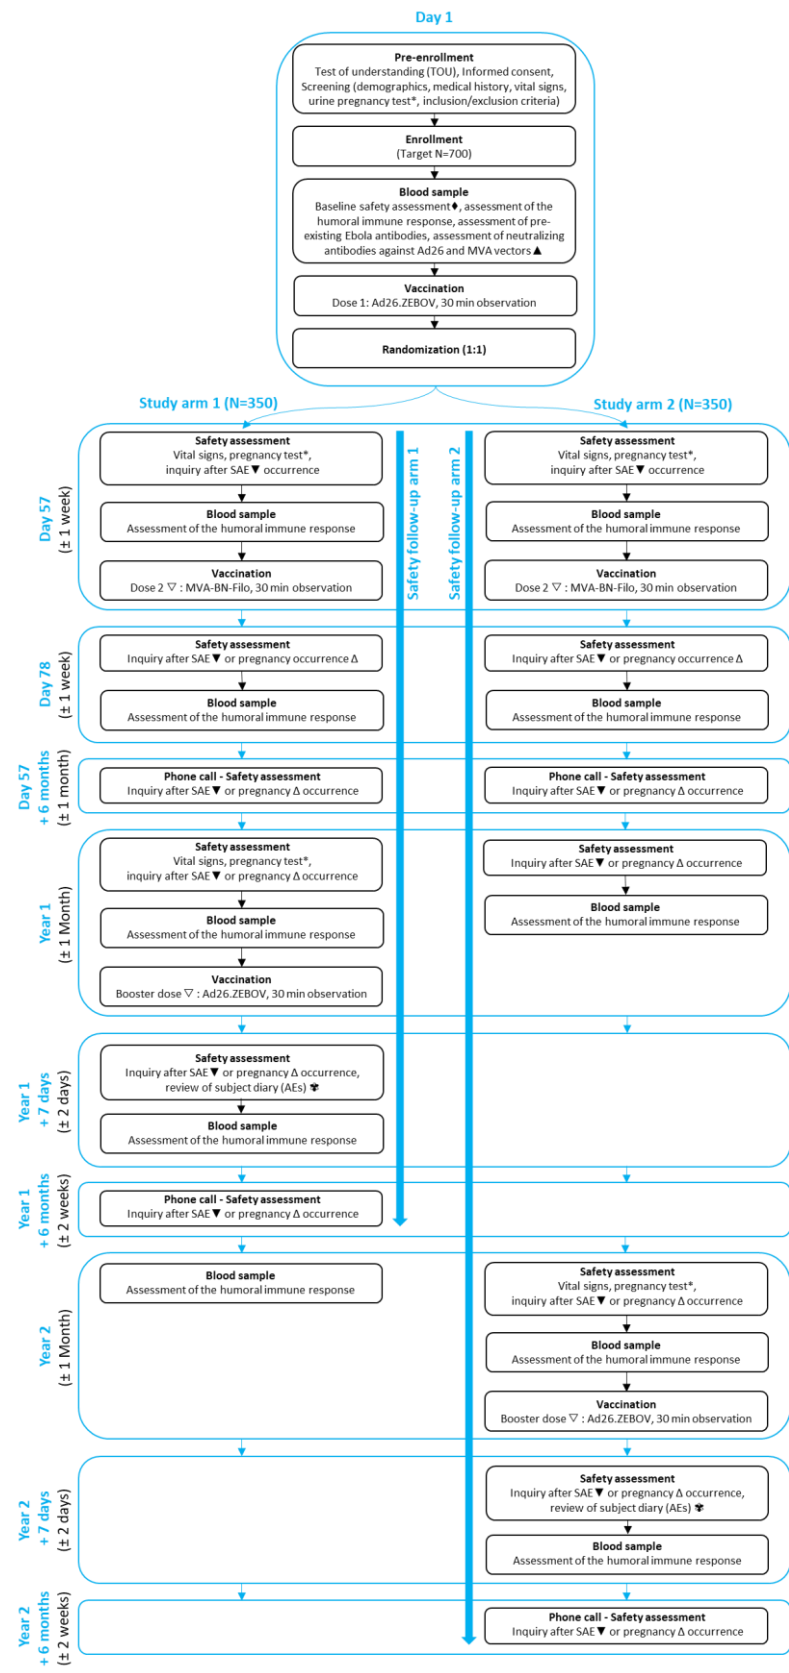 Day 1
Pre-enrollment
Test of understanding (TOU), Informed consent,
Screening (demographics, medical history, vital signs,
urine pregnancy test*, inclusion/exclusion criteria)
Enrollment
(Target N=700)
Blood sample
Baseline safety assessment♦, assessment of the
humoral immune response, assessment of pre-
existing Ebola antibodies, assessment of neutralizing
antibodies against Ad26 and MVA vectors ▲
Vaccination
Dose 1: Ad26.ZEBOV, 30 min observation
Randomization (1:1)
Study arm 1 (N=350)
Study arm 2 (N=350)
Safety follow-up arm 1
Safety follow-up arm 2
Day 57
(± 1 week)
Safety assessment
Vital signs, pregnancy test*,
inquiry after SAE▼ occurrence
Blood sample
Assessment of the humoral immune response
Vaccination
Dose 2 ▽ : MVA-BN-Filo, 30 min observation
Safety assessment
Vital signs, pregnancy test*,
inquiry after SAE▼ occurrence
Blood sample
Assessment of the humoral immune response
Vaccination
Dose 2 ▽ : MVA-BN-Filo, 30 min observation
Day 78
(± 1 week)
Safety assessment
Inquiry after SAE▼ or pregnancy occurrence Δ
Blood sample
Assessment of the humoral immune response
Safety assessment
Inquiry after SAE▼ or pregnancy occurrence Δ
Blood sample
Assessment of the humoral immune response
Day 57
+ 6 months
(± 1 month)
Phone call - Safety assessment
Inquiry after SAE▼ or pregnancy Δ occurrence
Phone call - Safety assessment
Inquiry after SAE▼ or pregnancy Δ occurrence
Year 1
(± 1 Month)
Safety assessment
Vital signs, pregnancy test*,
inquiry after SAE▼ or pregnancy Δ occurrence
Blood sample
Assessment of the humoral immune response
Vaccination
Booster dose ▽ : Ad26.ZEBOV, 30 min observation
Safety assessment
Inquiry after SAE▼ or pregnancy Δ occurrence
Blood sample
Assessment of the humoral immune response
Year 1
+ 7 days
(± 2 days)
Safety assessment
Inquiry after SAE▼ or pregnancy Δ occurrence,
review of subject diary (AEs) ✾
Blood sample
Assessment of the humoral immune response
Year 1
+ 6 months
(± 2 weeks)
Phone call - Safety assessment
Inquiry after SAE▼ or pregnancy Δ occurrence
Year 2
(± 1 Month)
Blood sample
Assessment of the humoral immune response
Safety assessment
Vital signs, pregnancy test*,
inquiry after SAE▼ or pregnancy Δ occurrence
Blood sample
Assessment of the humoral immune response
Vaccination
Booster dose ▽ : Ad26.ZEBOV, 30 min observation
Year 2
+ 7 days
(± 2 days)
Safety assessment
Inquiry after SAE▼ or pregnancy Δ occurrence,
review of subject diary (AEs) ✾
Blood sample
Assessment of the humoral immune response
Year 2
+ 6 months
(± 2 weeks)
Phone call - Safety assessment
Inquiry after SAE▼ or pregnancy Δ occurrence